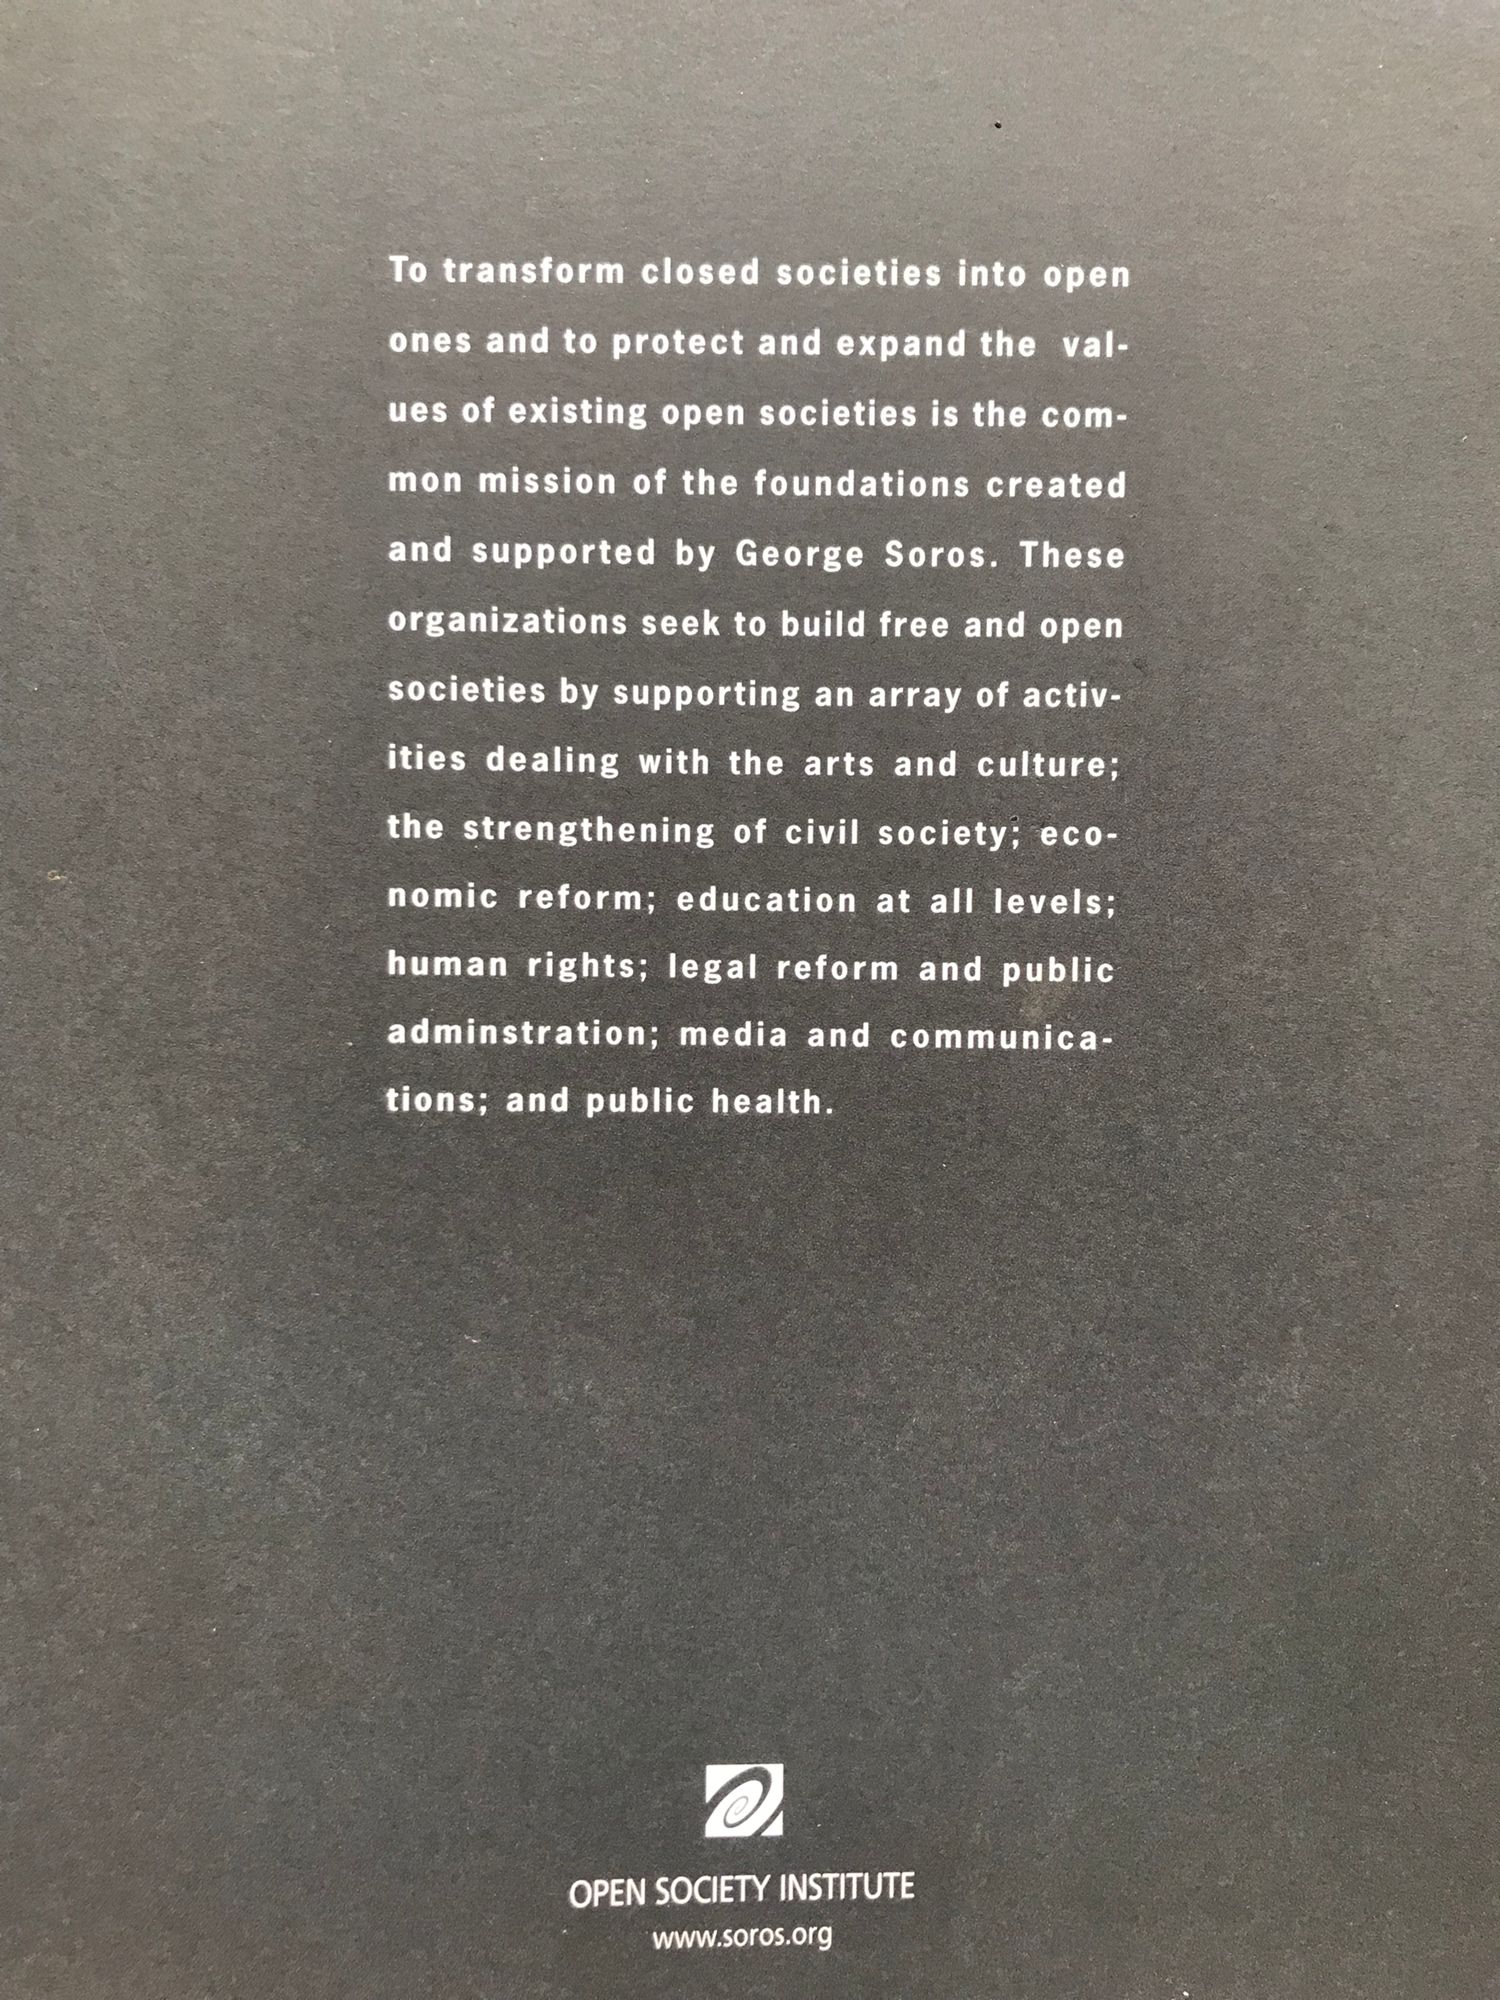 To transform closed societies into open
ones and to protect and expand the val-
ues of existing open societies is the com-
mon mission of the foundations created
and supported by George Soros. These
organizations seek to build free and open
societies by supporting an array of activ-
ities dealing with the arts and culture;
the strengthening of civil society; eco-
nomic reform; education at all levels;
human rights; legal reform and public
adminstration; media and communica-
tions; and public health.
OPEN SOCIETY INSTITUTE
www.soros.org